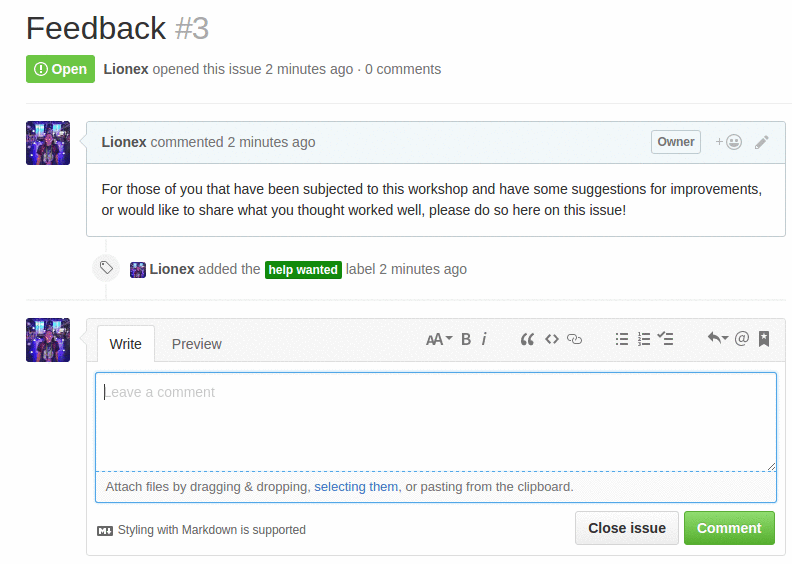 Feedback #3
Open Lionex opened this issue 2 minutes ago · 0 comments
Lionex commented 2 minutes ago Owner +
For those of you that have been subjected to this workshop and have some suggestions for improvements,
or would like to share what you thought worked well, please do so here on this issue!
Lionex added the help wanted label 2 minutes ago
Write Preview AA B i “ <> @
Leave a comment
Attach files by dragging & dropping, selecting them, or pasting from the clipboard.
Styling with Markdown is supported Close issue Comment